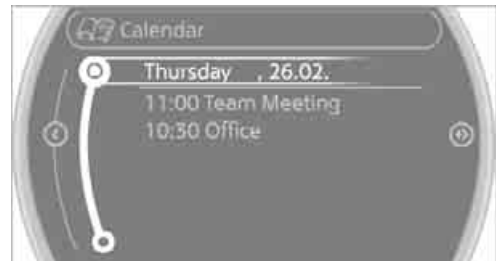 Calendar
Thursday , 26.02.
11:00 Team Meeting
10:30 Office